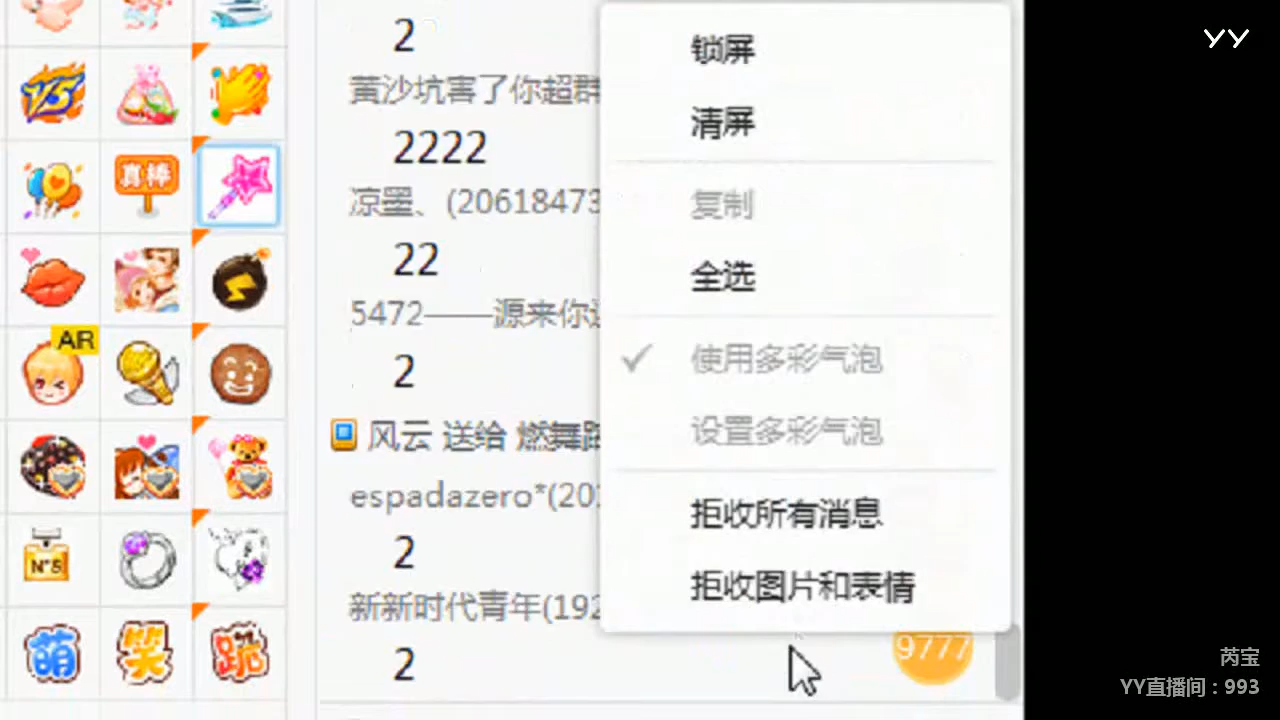 YY
VS
真棒
AR
N°5
萌
笑
跪
2
黄沙坑害了你超群
2222
凉墨、(20618473
22
5472——源来你
2
风云 送给 燃舞
espadazero*(20
2
新新时代青年(192
2
锁屏
清屏
复制
全选
使用多彩气泡
设置多彩气泡
拒收所有消息
拒收图片和表情
9777
芮宝
YY直播间：993